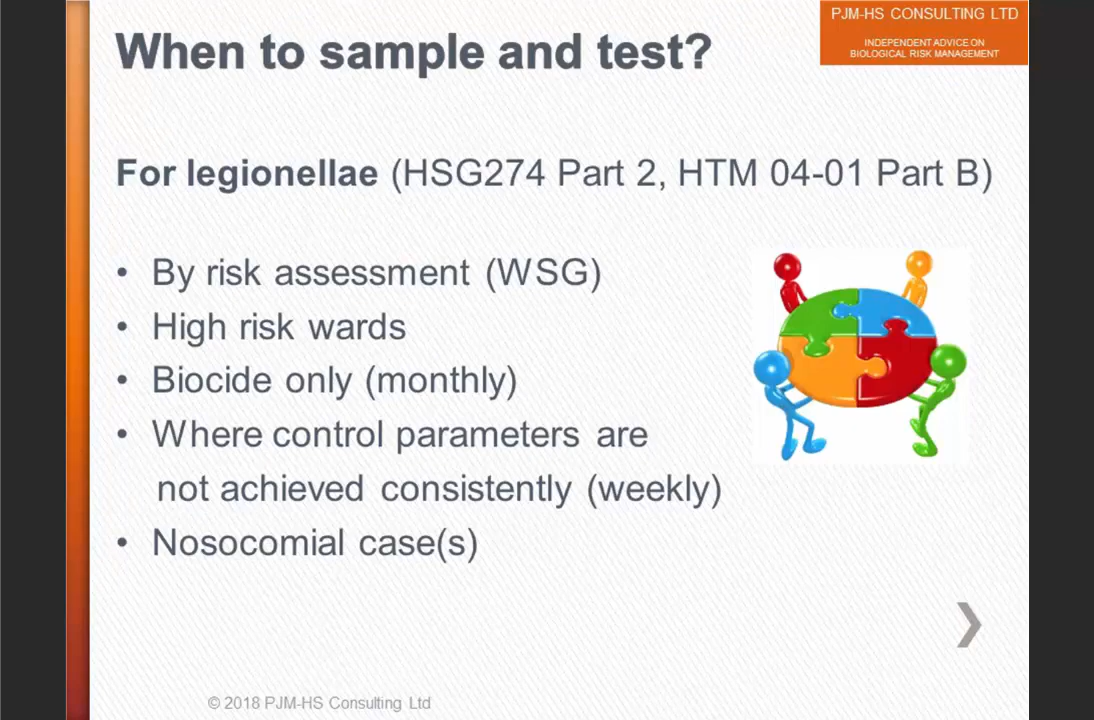 When to sample and test?
PJM-HS CONSULTING LTD
INDEPENDENT ADVICE ON
BIOLOGICAL RISK MANAGEMENT
For legionellae (HSG274 Part 2, HTM 04-01 Part B)
• By risk assessment (WSG)
• High risk wards
• Biocide only (monthly)
• Where control parameters are
not achieved consistently (weekly)
• Nosocomial case(s)
© 2018 PJM-HS Consulting Ltd